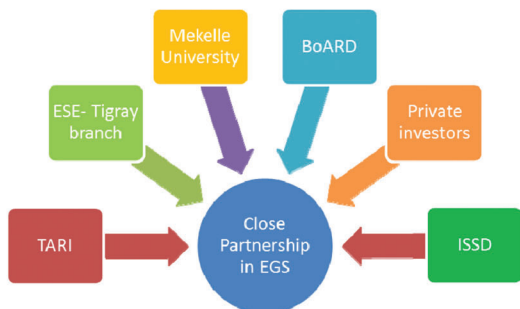 Mekelle
University
BoARD
ESE- Tigray
branch
Private
investors
TARI
Close
Partnership
in EGS
ISSD